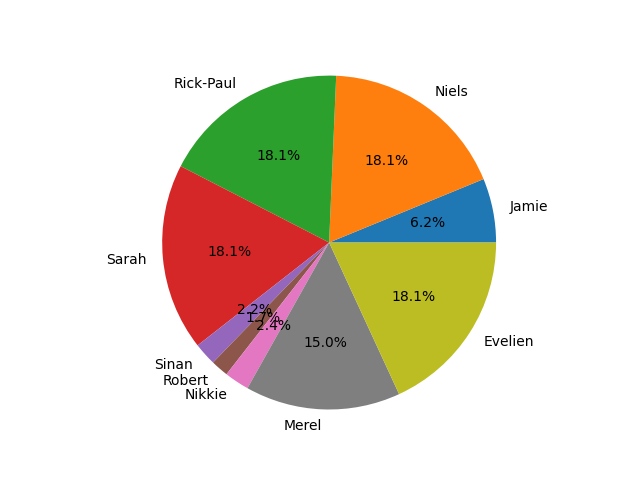 Rick-Paul
Niels
18.1%
18.1%
Jamie
6.2%
Sarah
18.1%
18.1%
2.2%
1.7%
2.4%
15.0%
Evelien
Sinan
Robert
Nikkie
Merel